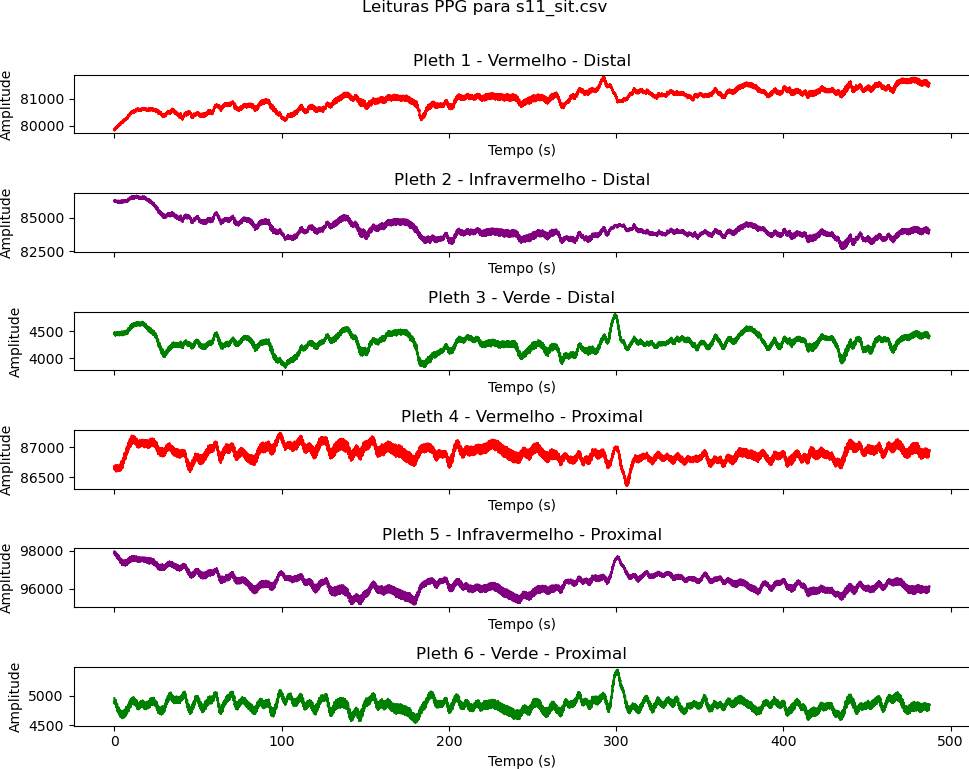 Leituras PPG para s11_sit.csv
Pleth 1 - Vermelho - Distal
Amplitude
81000
80000
Tempo (s)
Pleth 2 - Infravermelho - Distal
Amplitude
85000
82500
Tempo (s)
Pleth 3 - Verde - Distal
Amplitude
4500
4000
Tempo (s)
Pleth 4 - Vermelho - Proximal
Amplitude
87000
86500
Tempo (s)
Pleth 5 - Infravermelho - Proximal
Amplitude
98000
96000
Tempo (s)
Pleth 6 - Verde - Proximal
Amplitude
5000
4500
0 100 200 300 400 500
Tempo (s)